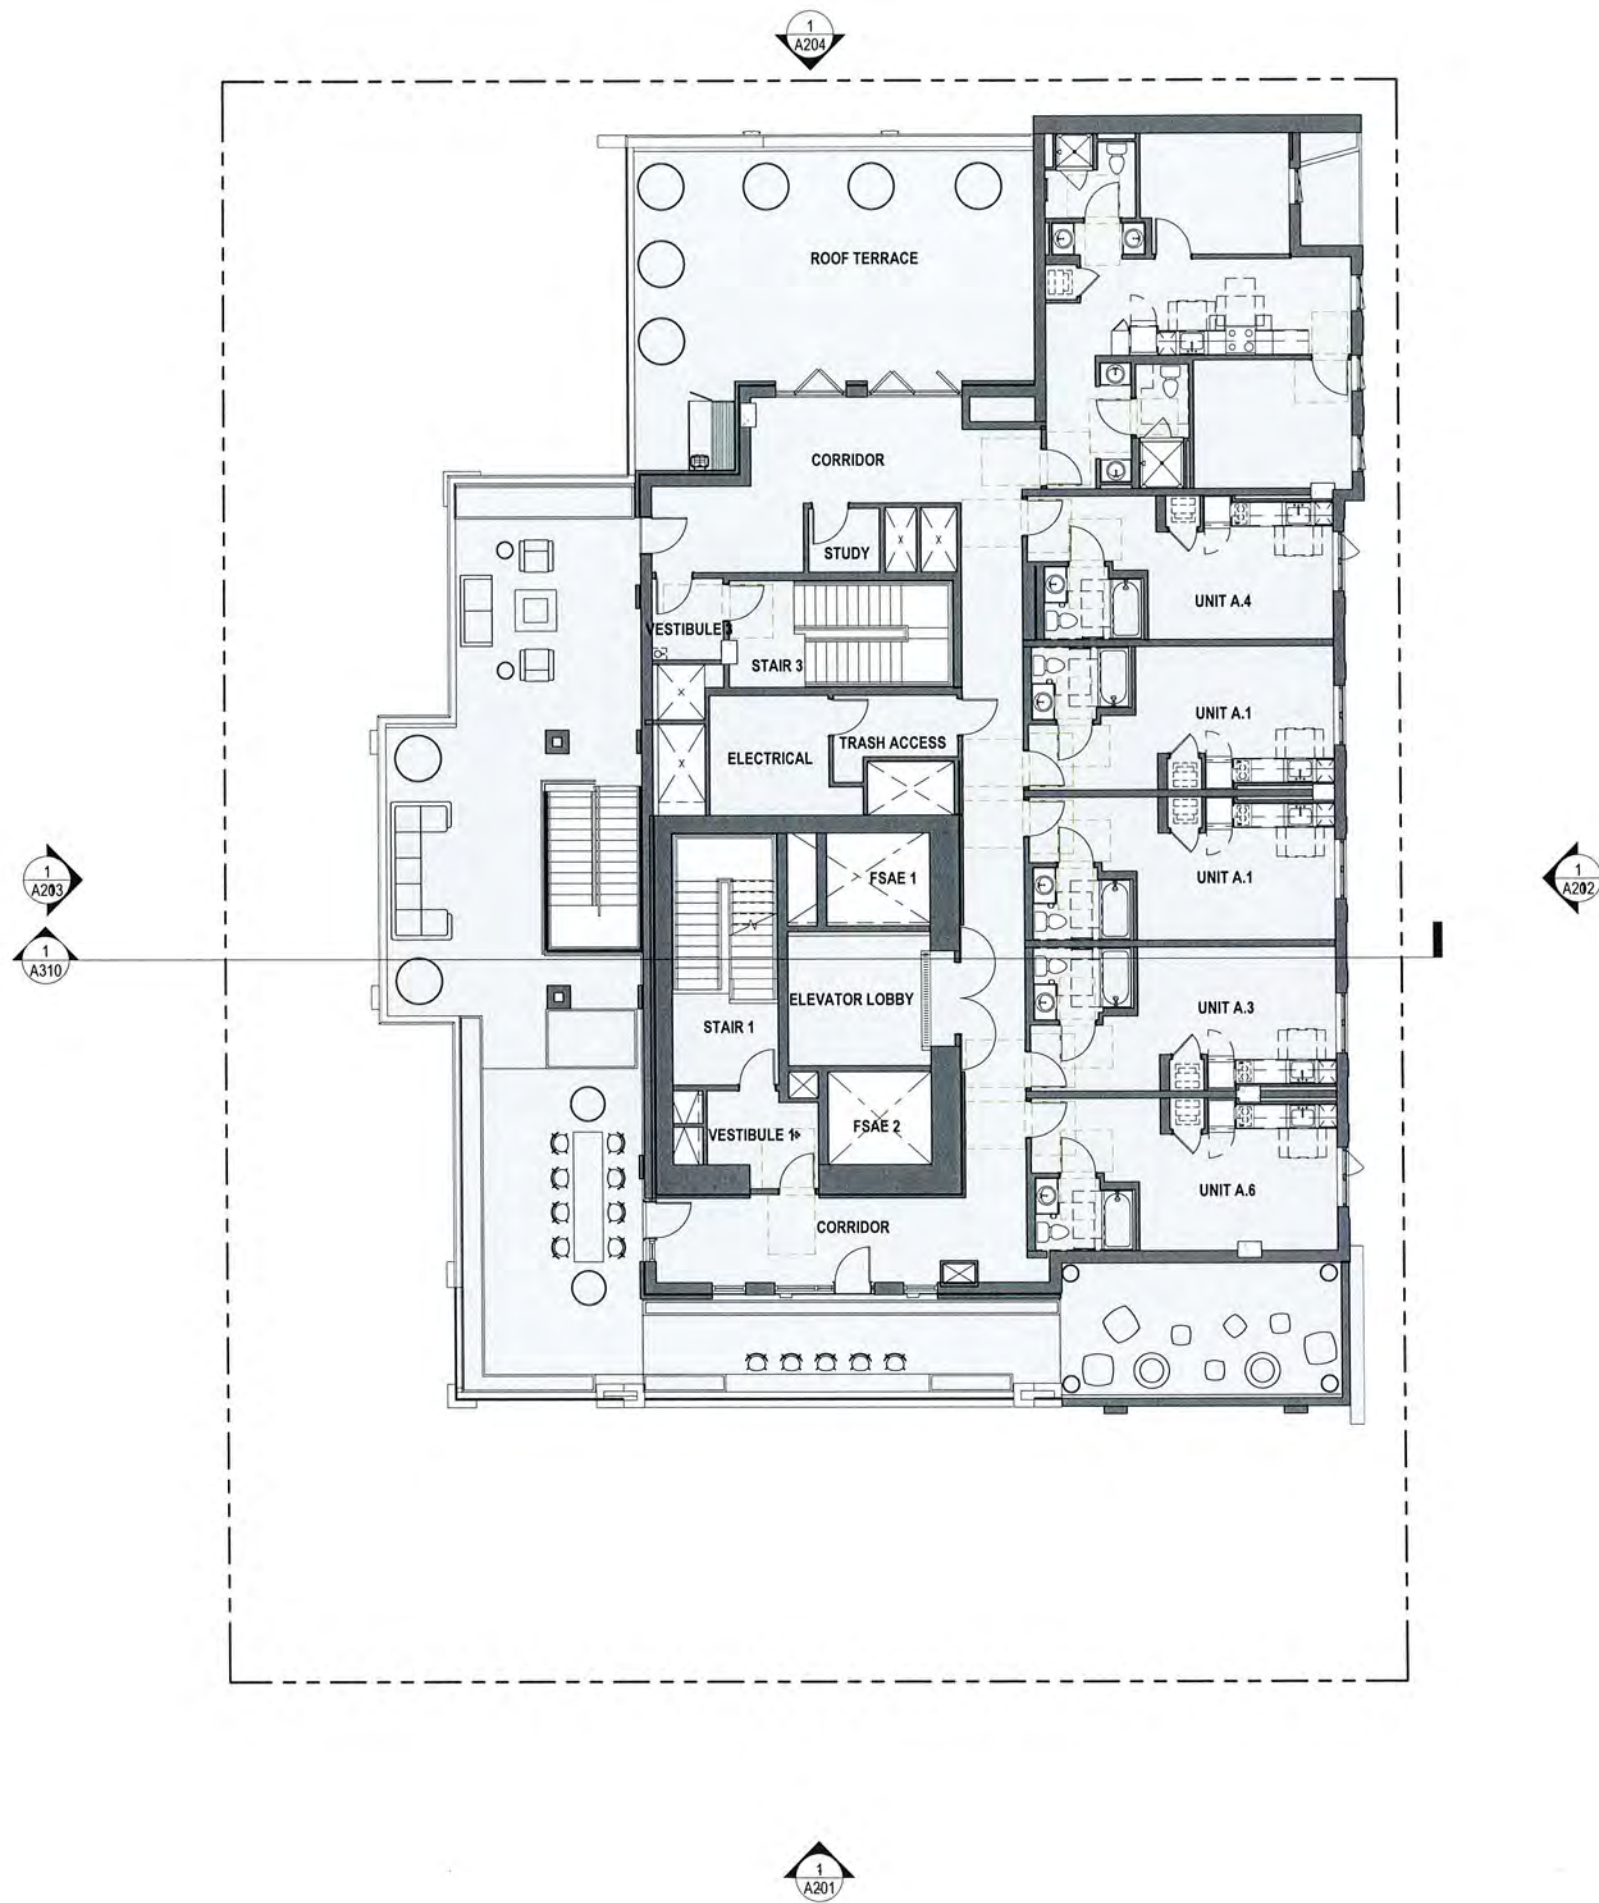 1
A204
ROOF TERRACE
CORRIDOR
STUDY
UNIT A.4
VESTIBULE 3
STAIR 3
UNIT A.1
TRASH ACCESS
ELECTRICAL
1
A203
FSAE 1
UNIT A.1
1
A202
1
A310
ELEVATOR LOBBY
UNIT A.3
STAIR 1
FSAE 2
VESTIBULE 1
UNIT A.6
CORRIDOR
1
A201